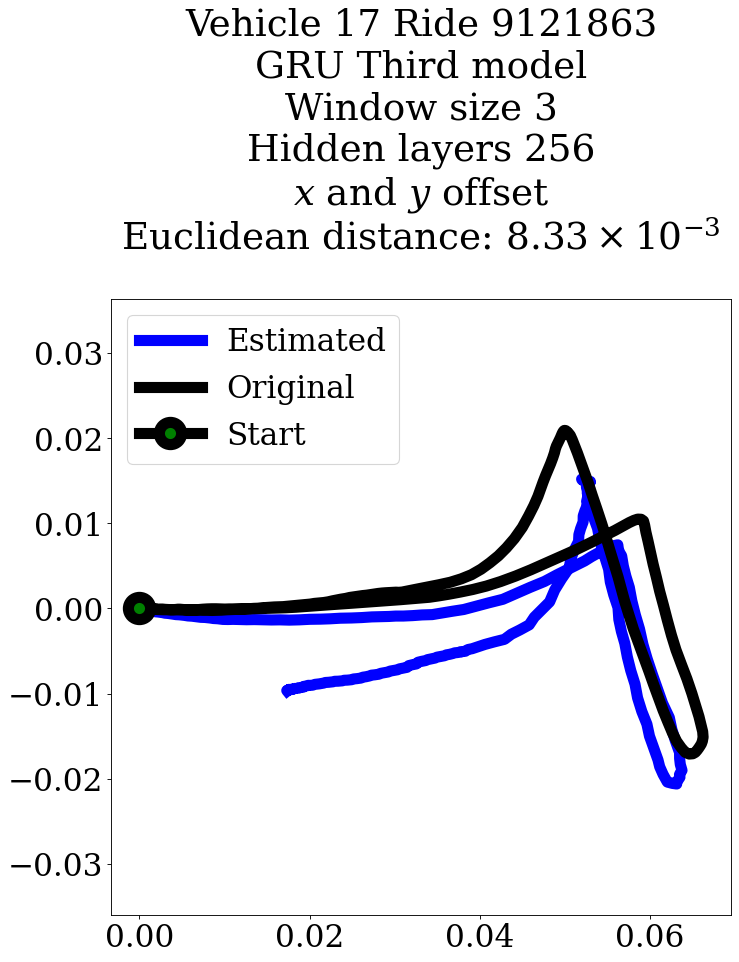 Vehicle 17 Ride 9121863
GRU Third model
Window size 3
Hidden layers 256
x and y offset
Euclidean distance: 8.33 × 10⁻³
Estimated
Original
Start
0.03
0.02
0.01
0.00
−0.01
−0.02
−0.03
0.00 0.02 0.04 0.06